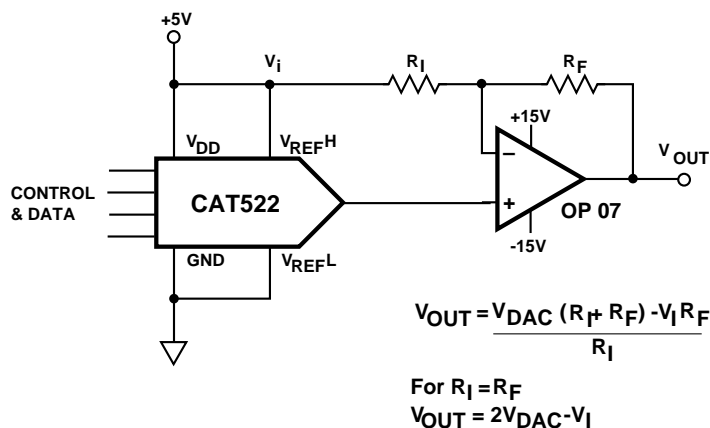 +5V
Vi RI RF
+15V
VDD VREFH
VOUT
CONTROL
& DATA
CAT522
−
+
OP 07
GND VREFL
-15V
VOUT = VDAC (RI+ RF) -VI RF
RI
For RI = RF
VOUT = 2VDAC-VI